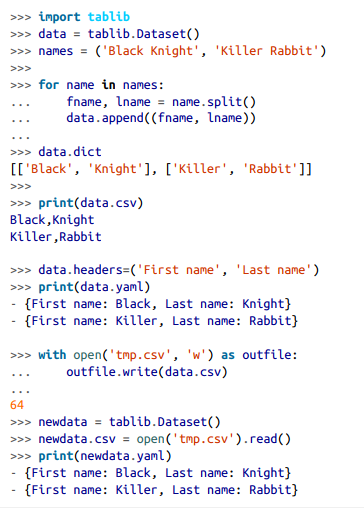 >>> import tablib
>>> data = tablib.Dataset()
>>> names = ('Black Knight', 'Killer Rabbit')
>>>
>>> for name in names:
...     fname, lname = name.split()
...     data.append((fname, lname))
...
>>> data.dict
[['Black', 'Knight'], ['Killer', 'Rabbit']]
>>>
>>> print(data.csv)
Black,Knight
Killer,Rabbit

>>> data.headers=('First name', 'Last name')
>>> print(data.yaml)
- {First name: Black, Last name: Knight}
- {First name: Killer, Last name: Rabbit}

>>> with open('tmp.csv', 'w') as outfile:
...     outfile.write(data.csv)
...
64
>>> newdata = tablib.Dataset()
>>> newdata.csv = open('tmp.csv').read()
>>> print(newdata.yaml)
- {First name: Black, Last name: Knight}
- {First name: Killer, Last name: Rabbit}